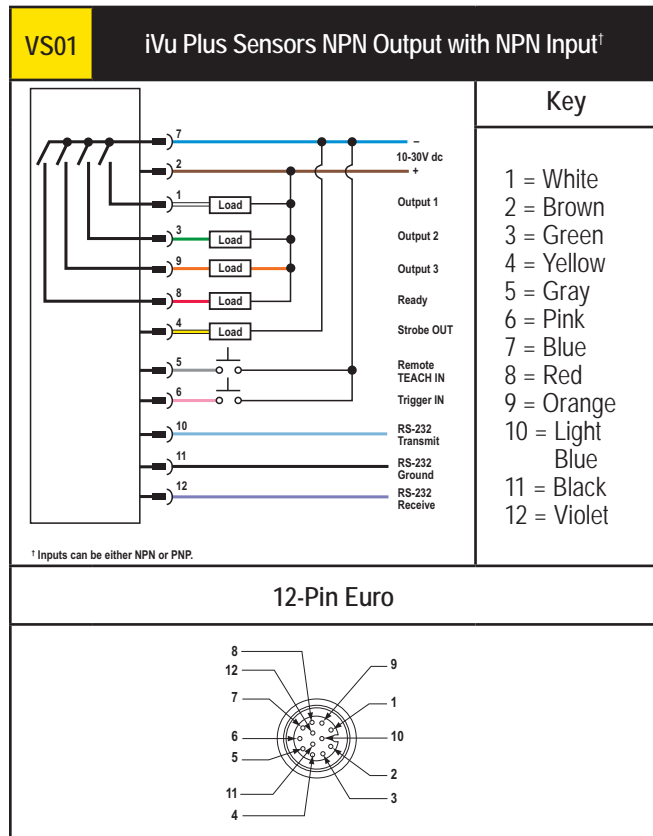 VS01
iVu Plus Sensors NPN Output with NPN Input†
Key
7
–
10-30V dc
2
+
1
Load
Output 1
3
Load
Output 2
9
Load
Output 3
8
Load
Ready
4
Load
Strobe OUT
5
Remote
TEACH IN
6
Trigger IN
10
RS-232
Transmit
11
RS-232
Ground
12
RS-232
Receive
† Inputs can be either NPN or PNP.
1 = White
2 = Brown
3 = Green
4 = Yellow
5 = Gray
6 = Pink
7 = Blue
8 = Red
9 = Orange
10 = Light
Blue
11 = Black
12 = Violet
12-Pin Euro
8
12
7
6
5
11
4
9
1
10
2
3